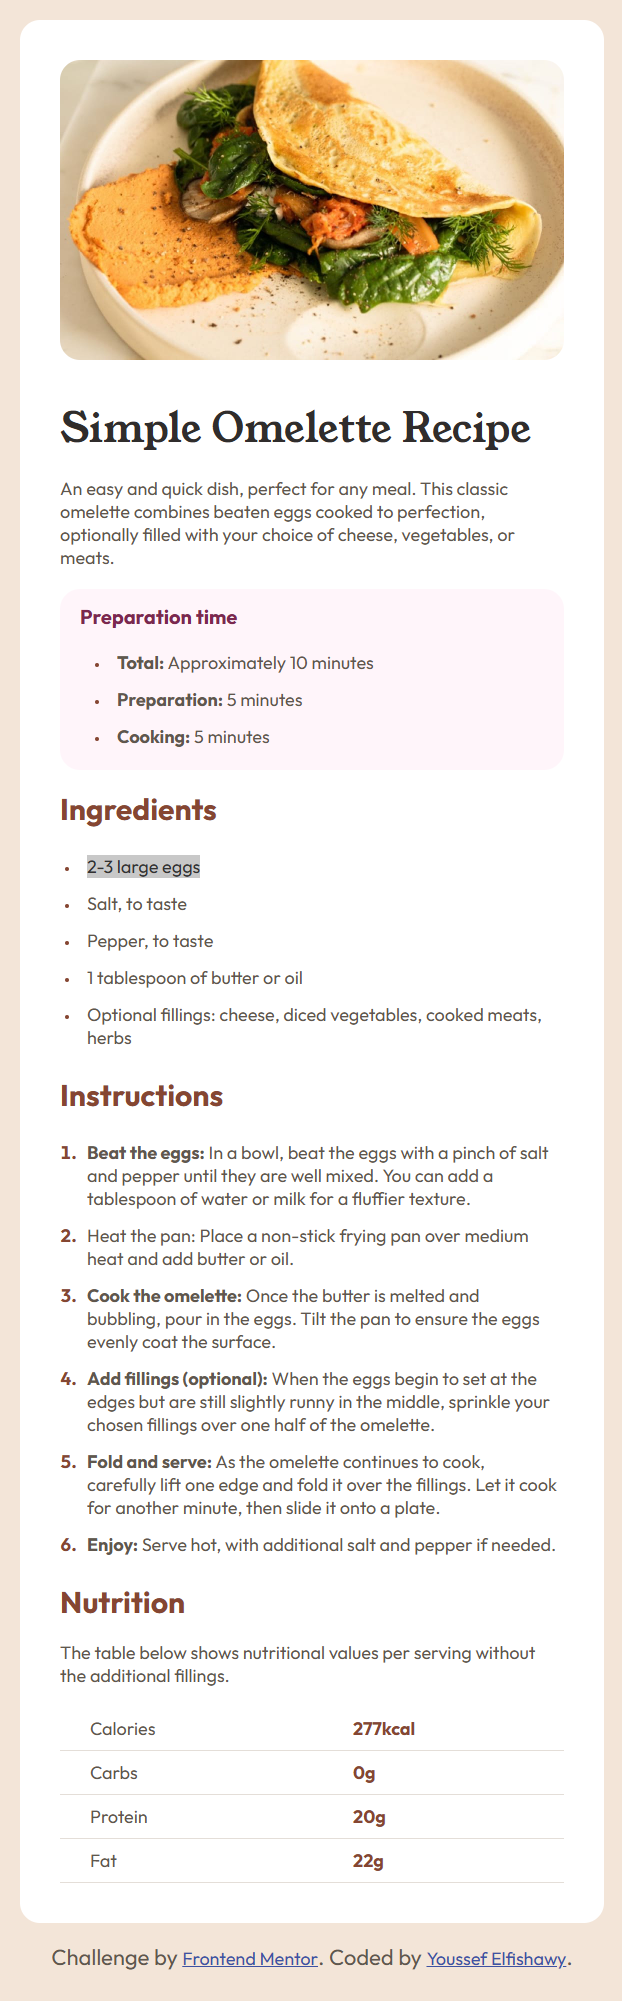 Simple Omelette Recipe
An easy and quick dish, perfect for any meal. This classic
omelette combines beaten eggs cooked to perfection,
optionally filled with your choice of cheese, vegetables, or
meats.
Preparation time
• Total: Approximately 10 minutes
• Preparation: 5 minutes
• Cooking: 5 minutes
Ingredients
• 2-3 large eggs
• Salt, to taste
• Pepper, to taste
• 1 tablespoon of butter or oil
• Optional fillings: cheese, diced vegetables, cooked meats,
herbs
Instructions
1. Beat the eggs: In a bowl, beat the eggs with a pinch of salt
and pepper until they are well mixed. You can add a
tablespoon of water or milk for a fluffier texture.
2. Heat the pan: Place a non-stick frying pan over medium
heat and add butter or oil.
3. Cook the omelette: Once the butter is melted and
bubbling, pour in the eggs. Tilt the pan to ensure the eggs
evenly coat the surface.
4. Add fillings (optional): When the eggs begin to set at the
edges but are still slightly runny in the middle, sprinkle your
chosen fillings over one half of the omelette.
5. Fold and serve: As the omelette continues to cook,
carefully lift one edge and fold it over the fillings. Let it cook
for another minute, then slide it onto a plate.
6. Enjoy: Serve hot, with additional salt and pepper if needed.
Nutrition
The table below shows nutritional values per serving without
the additional fillings.
Calories 277kcal
Carbs 0g
Protein 20g
Fat 22g
Challenge by Frontend Mentor. Coded by Youssef Elfishawy.